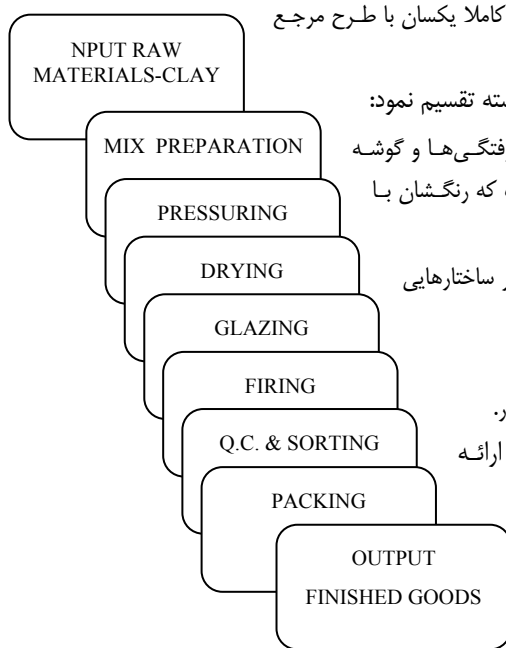 کاملا یکسان با طرح مرجع
NPUT RAW
MATERIALS-CLAY
سته تقسیم نمود:
MIX PREPARATION
فتگی‌ها و گوشه
که رنگشان با
PRESSURING
DRYING
ر ساختارهایی
GLAZING
FIRING
ر.
Q.C. & SORTING
ارائه
PACKING
OUTPUT
FINISHED GOODS